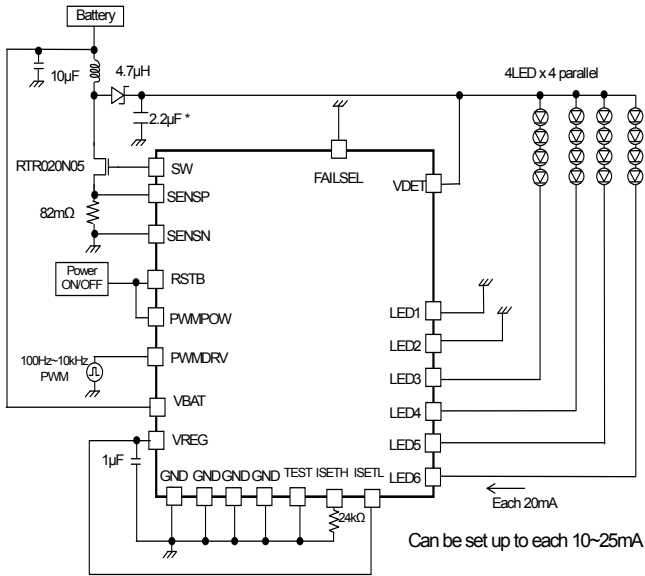 Battery
10µF
4.7µH
4LED x 4 parallel
2.2µF *
RTR020N05
SW
FAILSEL
VDET
SENSP
82mΩ
SENSN
Power
ON/OFF
RSTB
PWMPOW
LED1
LED2
100Hz~10kHz
PWM
PWMDRV
LED3
VBAT
LED4
VREG
LED5
1µF
GND GND GND GND TEST ISETH ISETL
LED6
Each 20mA
24kΩ
Can be set up to each 10~25mA